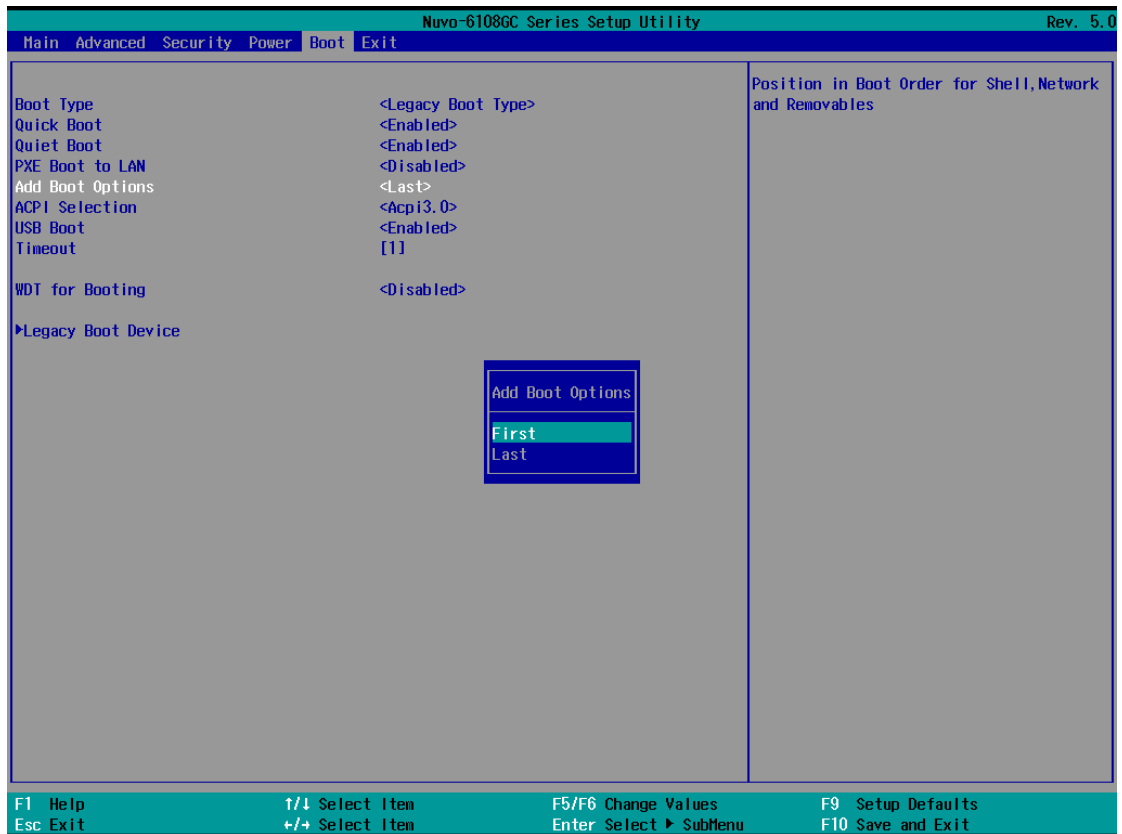 Nuvo-6108GC Series Setup Utility Rev. 5.0
Main Advanced Security Power Boot Exit
Position in Boot Order for Shell,Network
and Removables
Boot Type <Legacy Boot Type>
Quick Boot <Enabled>
Quiet Boot <Enabled>
PXE Boot to LAN <Disabled>
Add Boot Options <Last>
ACPI Selection <Acpi3.0>
USB Boot <Enabled>
Timeout [1]
WDT for Booting <Disabled>
▶Legacy Boot Device
Add Boot Options
First
Last
F1 Help ↑/↓ Select Item F5/F6 Change Values F9 Setup Defaults
Esc Exit ←/→ Select Item Enter Select ▶ SubMenu F10 Save and Exit